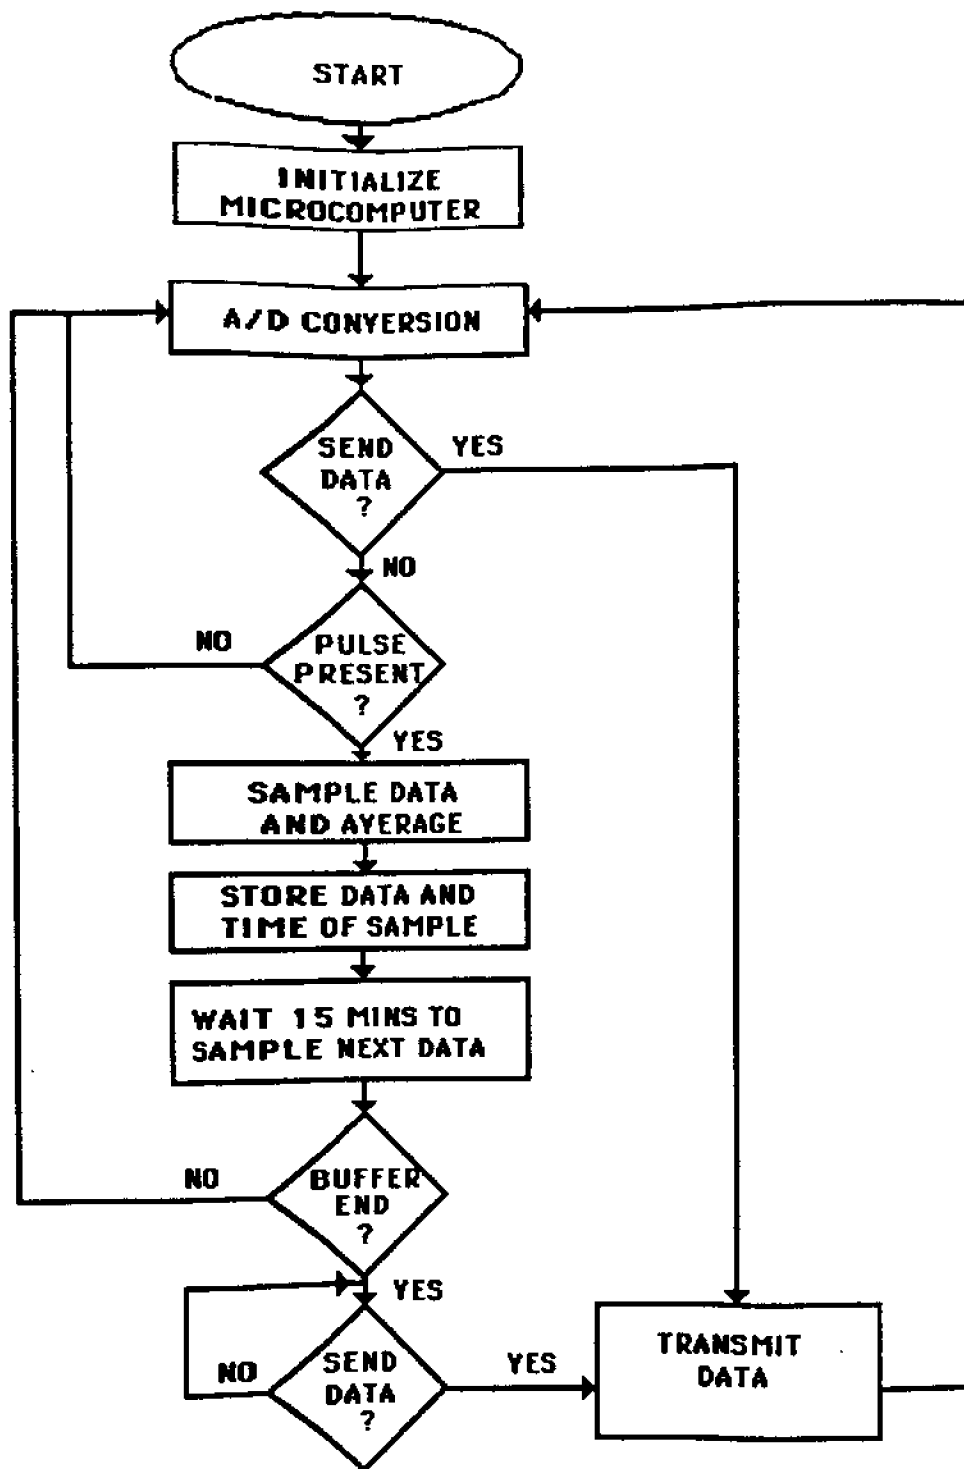 START
INITIALIZE
MICROCOMPUTER
A/D CONVERSION
SEND
DATA
?
YES
NO
PULSE
PRESENT
?
NO
YES
SAMPLE DATA
AND AVERAGE
STORE DATA AND
TIME OF SAMPLE
WAIT 15 MINS TO
SAMPLE NEXT DATA
BUFFER
END
?
NO
YES
SEND
DATA
?
NO
YES
TRANSMIT
DATA